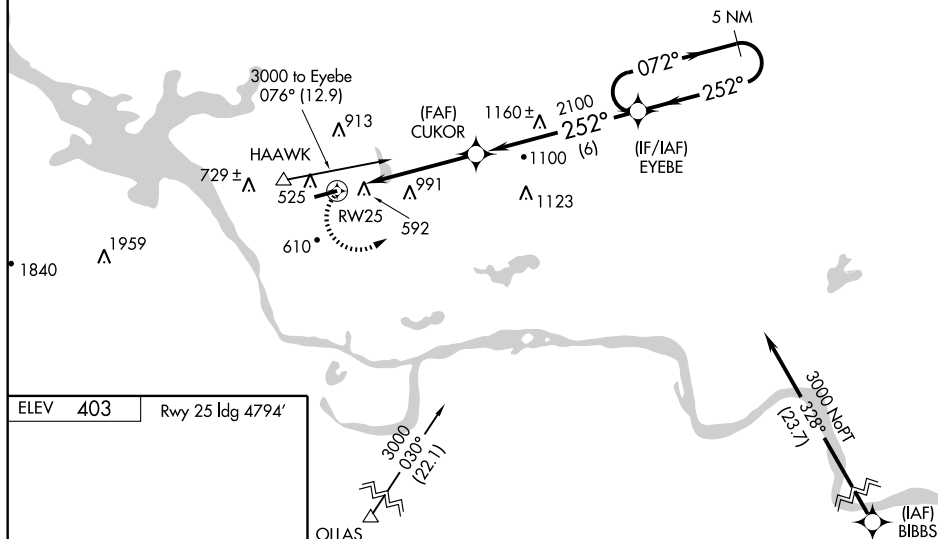 5 NM
072°
252°
3000 to Eyebe
076° (12.9)
(FAF)
CUKOR
1160 ±
2100
252°
(6)
(IF/IAF)
EYEBE
913
HAAWK
1100
729 ±
525
991
1123
RW25
592
610
1959
1840
ELEV 403
Rwy 25 ldg 4794'
3000
030°
(22.1)
OLLAS
3000 NoPT
328°
(23.7)
(IAF)
BIBBS